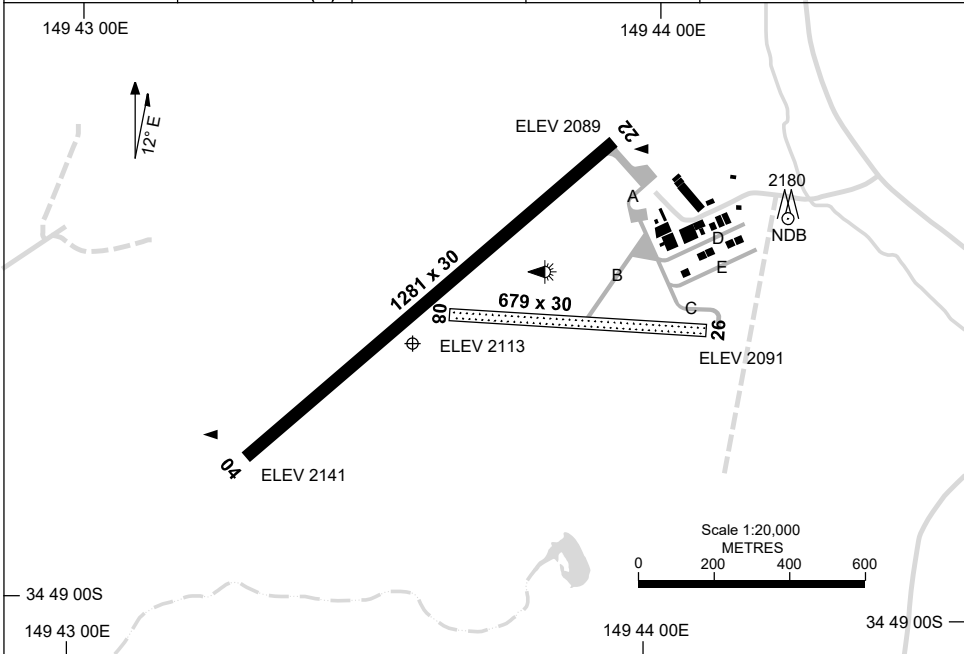 149 43 00E
149 44 00E
12° E
ELEV 2089
22
2180
NDB
A
D
E
B
C
1281 x 30
679 x 30
08
26
ELEV 2113
ELEV 2091
04
ELEV 2141
Scale 1:20,000
METRES
0 200 400 600
34 49 00S
34 49 00S
149 43 00E
149 44 00E